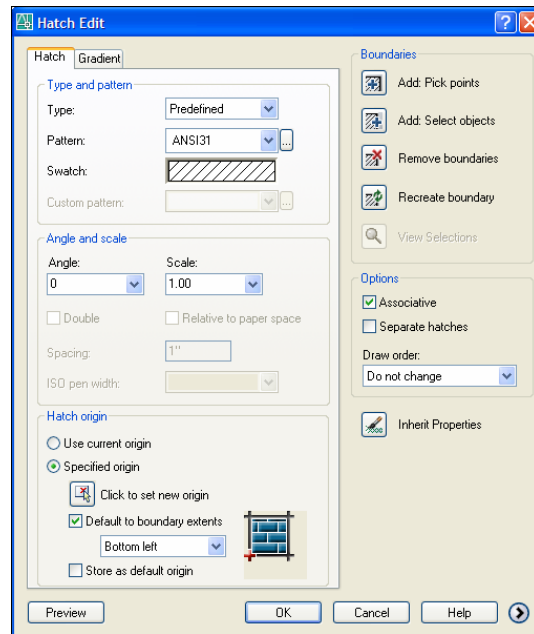 Hatch Edit
Hatch
Gradient
Type and pattern
Type:
Predefined
Pattern:
ANSI31
...
Swatch:
Custom pattern:
...
Angle and scale
Angle:
Scale:
0
1.00
Double
Relative to paper space
Spacing:
1"
ISO pen width:
Hatch origin
Use current origin
Specified origin
Click to set new origin
Default to boundary extents
Bottom left
Store as default origin
Boundaries
Add: Pick points
Add: Select objects
Remove boundaries
Recreate boundary
View Selections
Options
Associative
Separate hatches
Draw order:
Do not change
Inherit Properties
Preview
OK
Cancel
Help